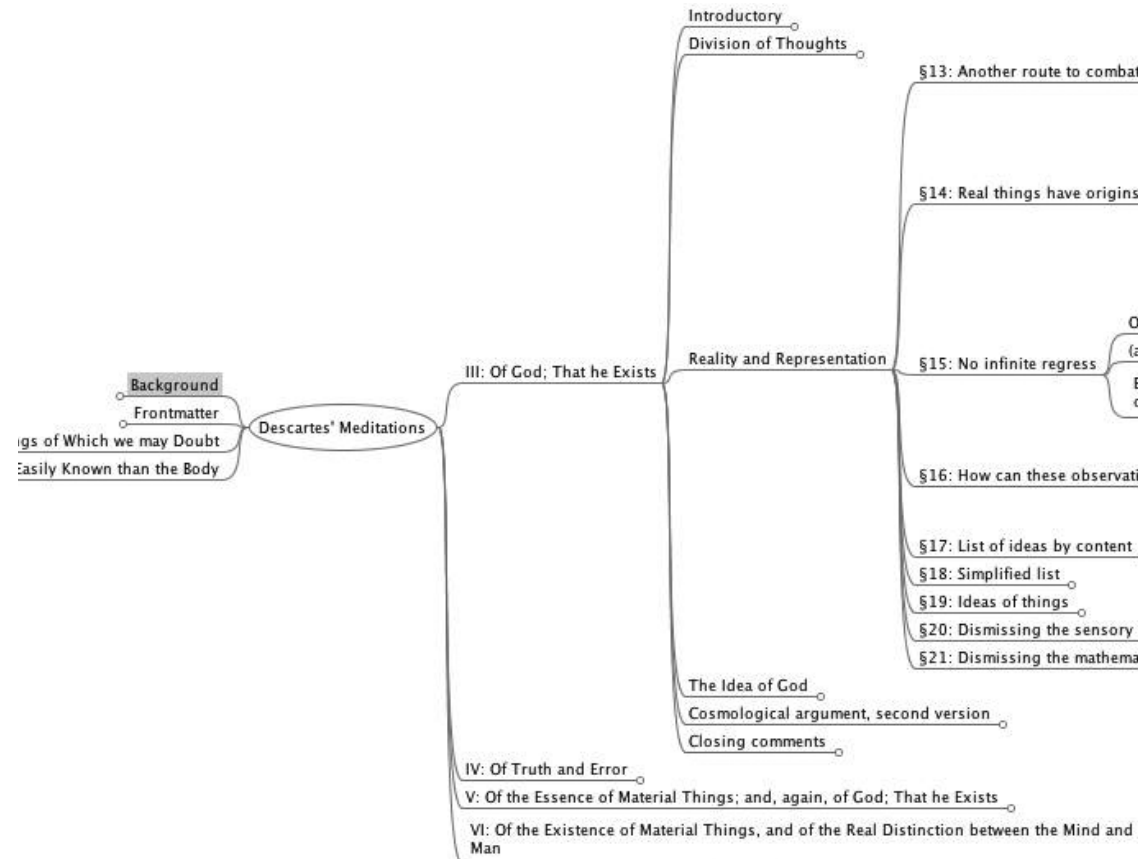 Introductory
Division of Thoughts
§13: Another route to combat
§14: Real things have origins
Reality and Representation
§15: No infinite regress
(a
§16: How can these observati
§17: List of ideas by content
§18: Simplified list
§19: Ideas of things
§20: Dismissing the sensory
§21: Dismissing the mathema
III: Of God; That he Exists
Background
Frontmatter
Descartes' Meditations
gs of Which we may Doubt
Easily Known than the Body
The Idea of God
Cosmological argument, second version
Closing comments
IV: Of Truth and Error
V: Of the Essence of Material Things; and, again, of God; That he Exists
VI: Of the Existence of Material Things, and of the Real Distinction between the Mind and
Man